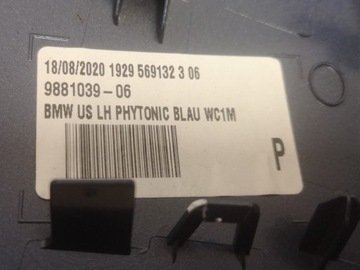 18/08/2020 1929 569132 3 06
9881039-06
BMW US LH PHYTONIC BLAU WC1M
P